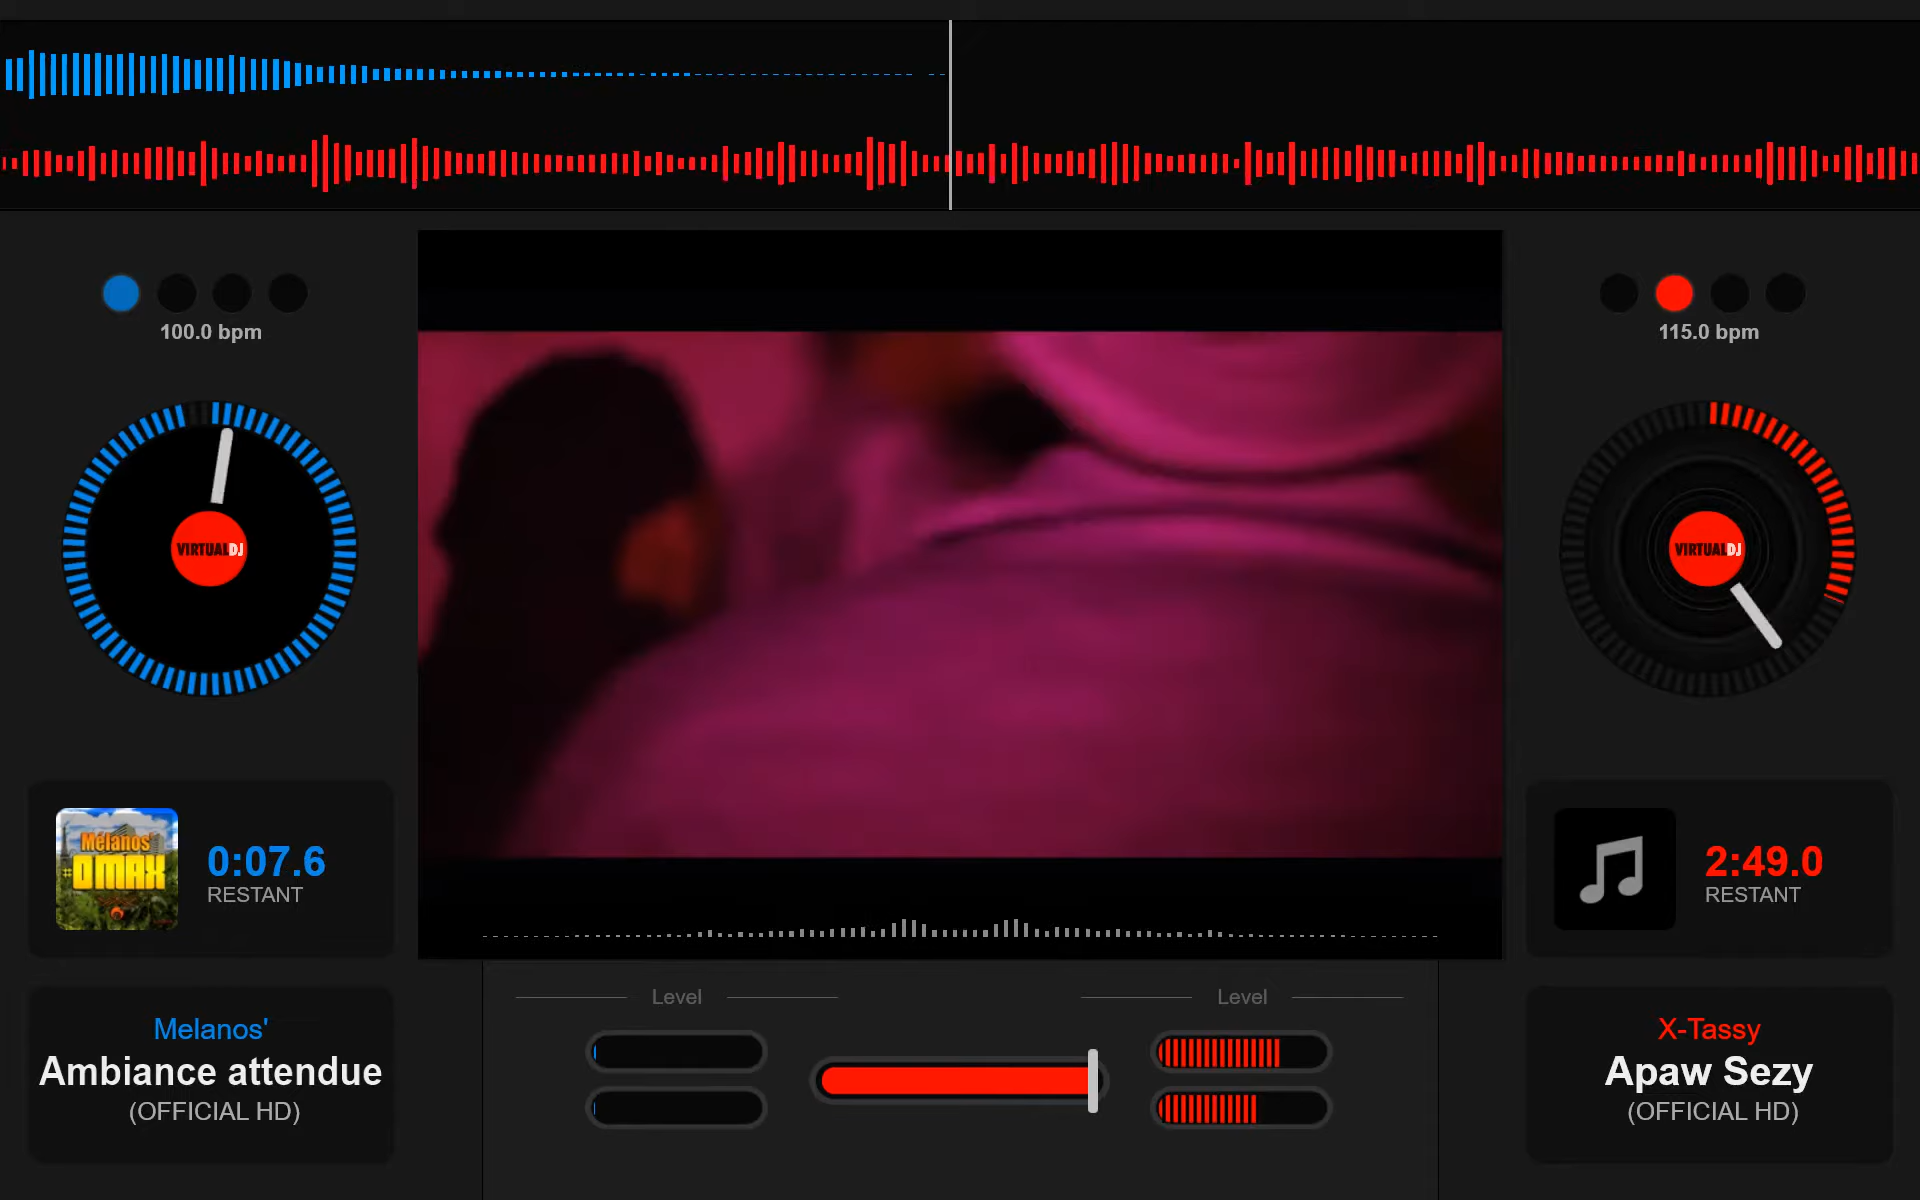 100.0 bpm
115.0 bpm
VIRTUALDJ
VIRTUALDJ
Mélanos'
#OMAX
0:07.6
RESTANT
2:49.0
RESTANT
Level
Level
Melanos'
Ambiance attendue
(OFFICIAL HD)
X-Tassy
Apaw Sezy
(OFFICIAL HD)